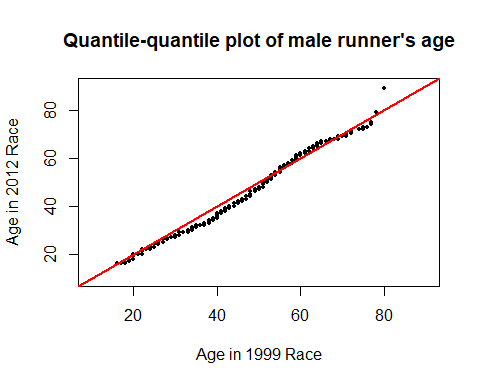 Quantile-quantile plot of male runner's age
Age in 2012 Race
80
60
40
20
20 40 60 80
Age in 1999 Race